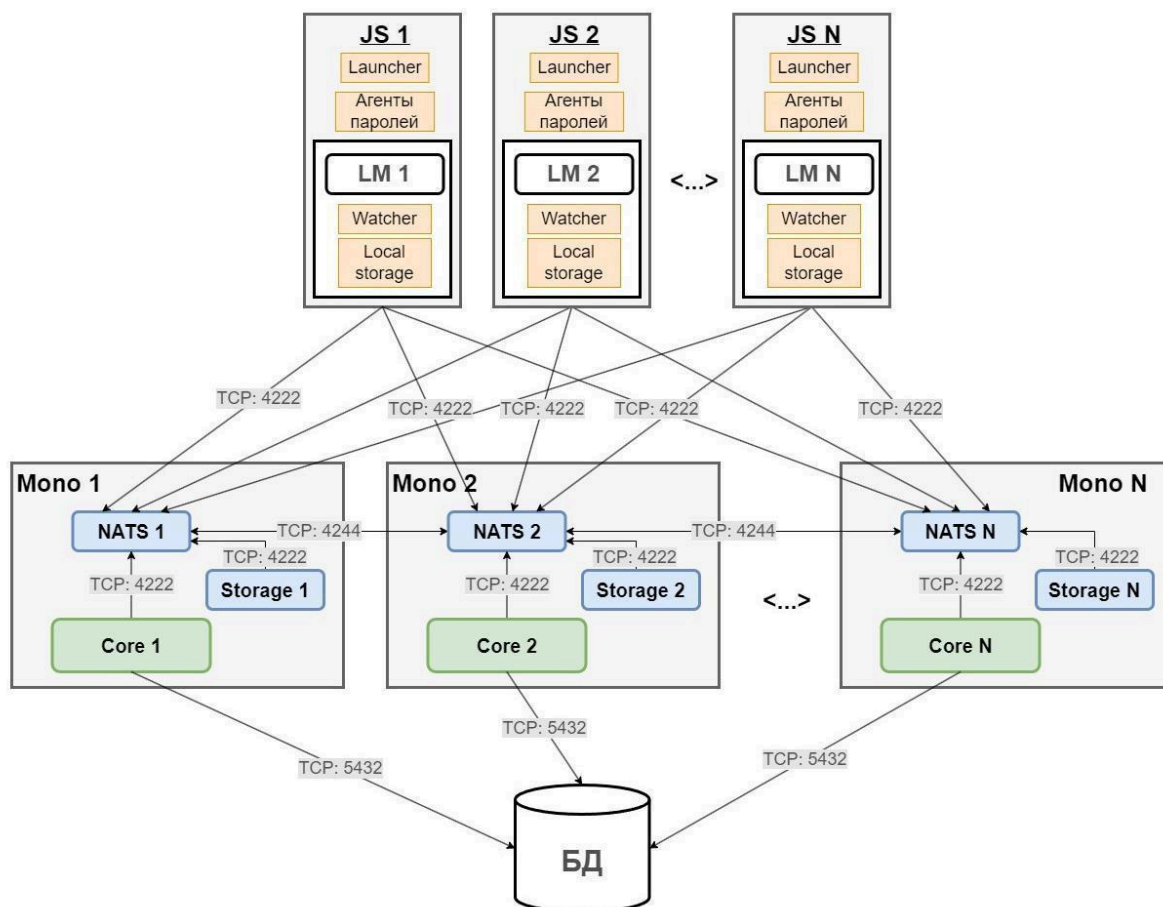 JS 1
Launcher
Агенты
паролей
LM 1
Watcher
Local
storage
JS 2
Launcher
Агенты
паролей
LM 2
Watcher
Local
storage
<...>
JS N
Launcher
Агенты
паролей
LM N
Watcher
Local
storage
TCP: 4222
TCP: 4222
TCP: 4222
TCP: 4222
TCP: 4222
Mono 1
NATS 1
TCP: 4222
TCP: 4222
Storage 1
Core 1
TCP: 4244
Mono 2
NATS 2
TCP: 4222
TCP: 4222
Storage 2
Core 2
TCP: 4244
<...>
Mono N
NATS N
TCP: 4222
TCP: 4222
Storage N
Core N
TCP: 5432
TCP: 5432
TCP: 5432
БД